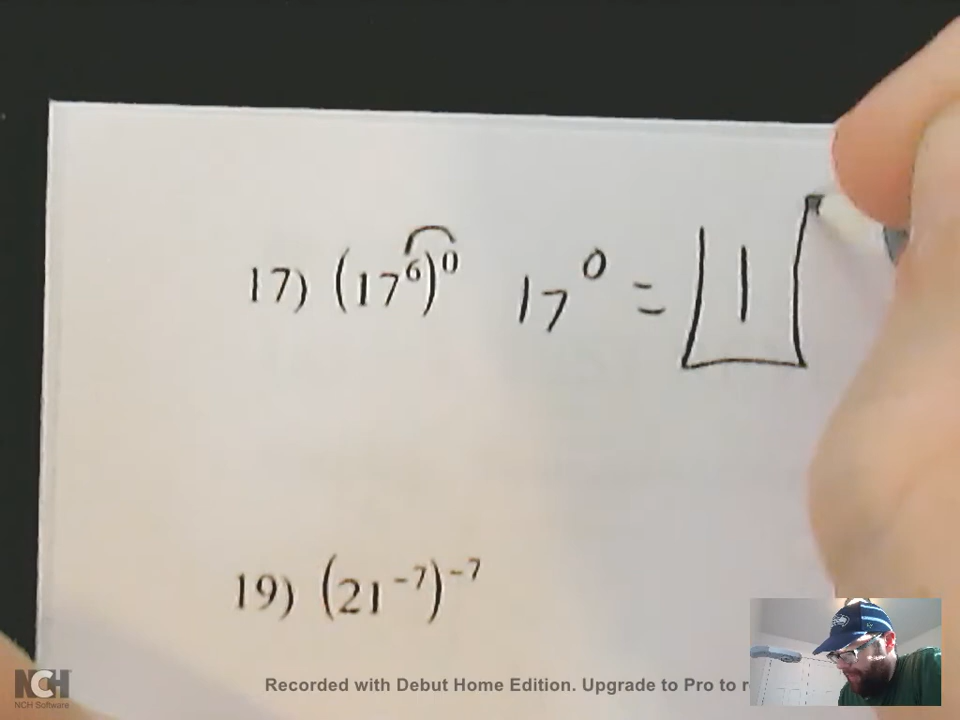 17) (17⁶)⁰ 17⁰ = 1
19) (21⁻⁷)⁻⁷
NCH
NCH Software
Recorded with Debut Home Edition. Upgrade to Pro to